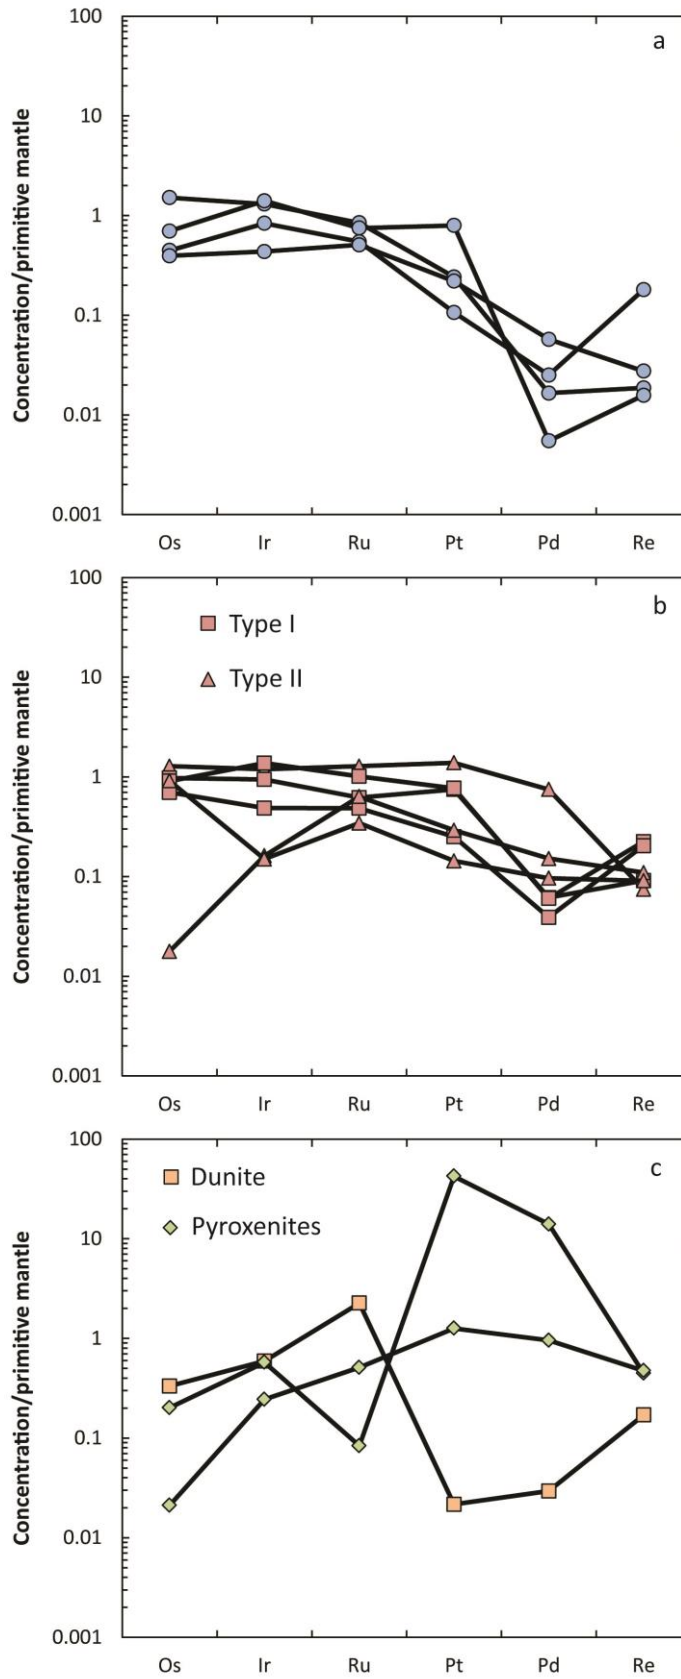 a
100
10
1
0.1
0.01
0.001
Concentration/primitive mantle
Os Ir Ru Pt Pd Re
b
Type I
Type II
100
10
1
0.1
0.01
0.001
Concentration/primitive mantle
Os Ir Ru Pt Pd Re
c
Dunite
Pyroxenites
100
10
1
0.1
0.01
0.001
Concentration/primitive mantle
Os Ir Ru Pt Pd Re